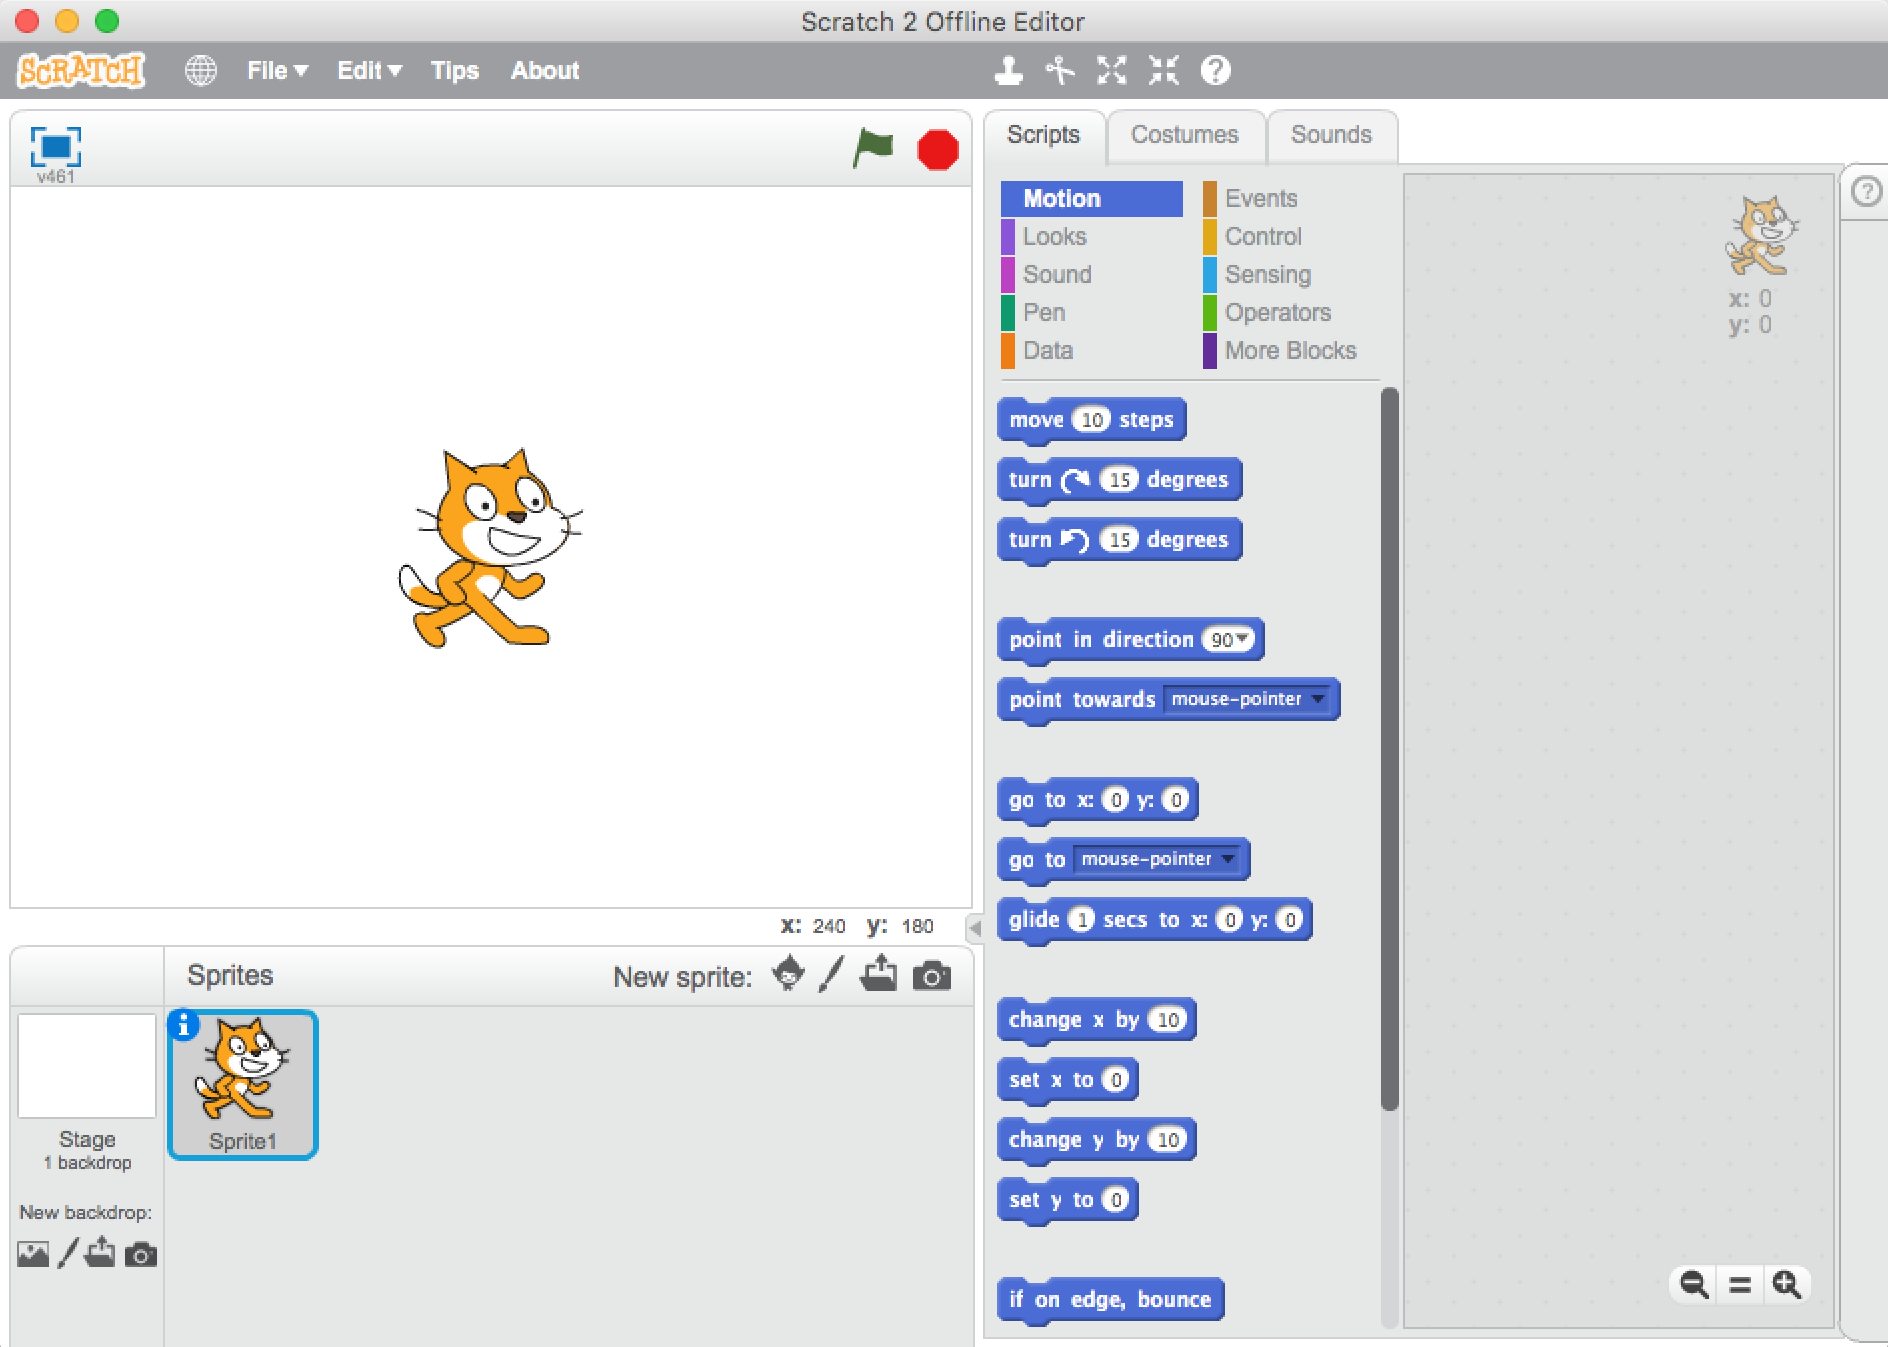 Scratch 2 Offline Editor
SCRATCH File Edit Tips About
v461
Scripts Costumes Sounds
Motion Events
Looks Control
Sound Sensing
Pen Operators
Data More Blocks
x: 0
y: 0
move 10 steps
turn 15 degrees
turn 15 degrees
point in direction 90
point towards mouse-pointer
go to x: 0 y: 0
go to mouse-pointer
glide 1 secs to x: 0 y: 0
change x by 10
set x to 0
change y by 10
set y to 0
if on edge, bounce
x: 240 y: 180
Sprites New sprite:
Sprite1
Stage
1 backdrop
New backdrop: